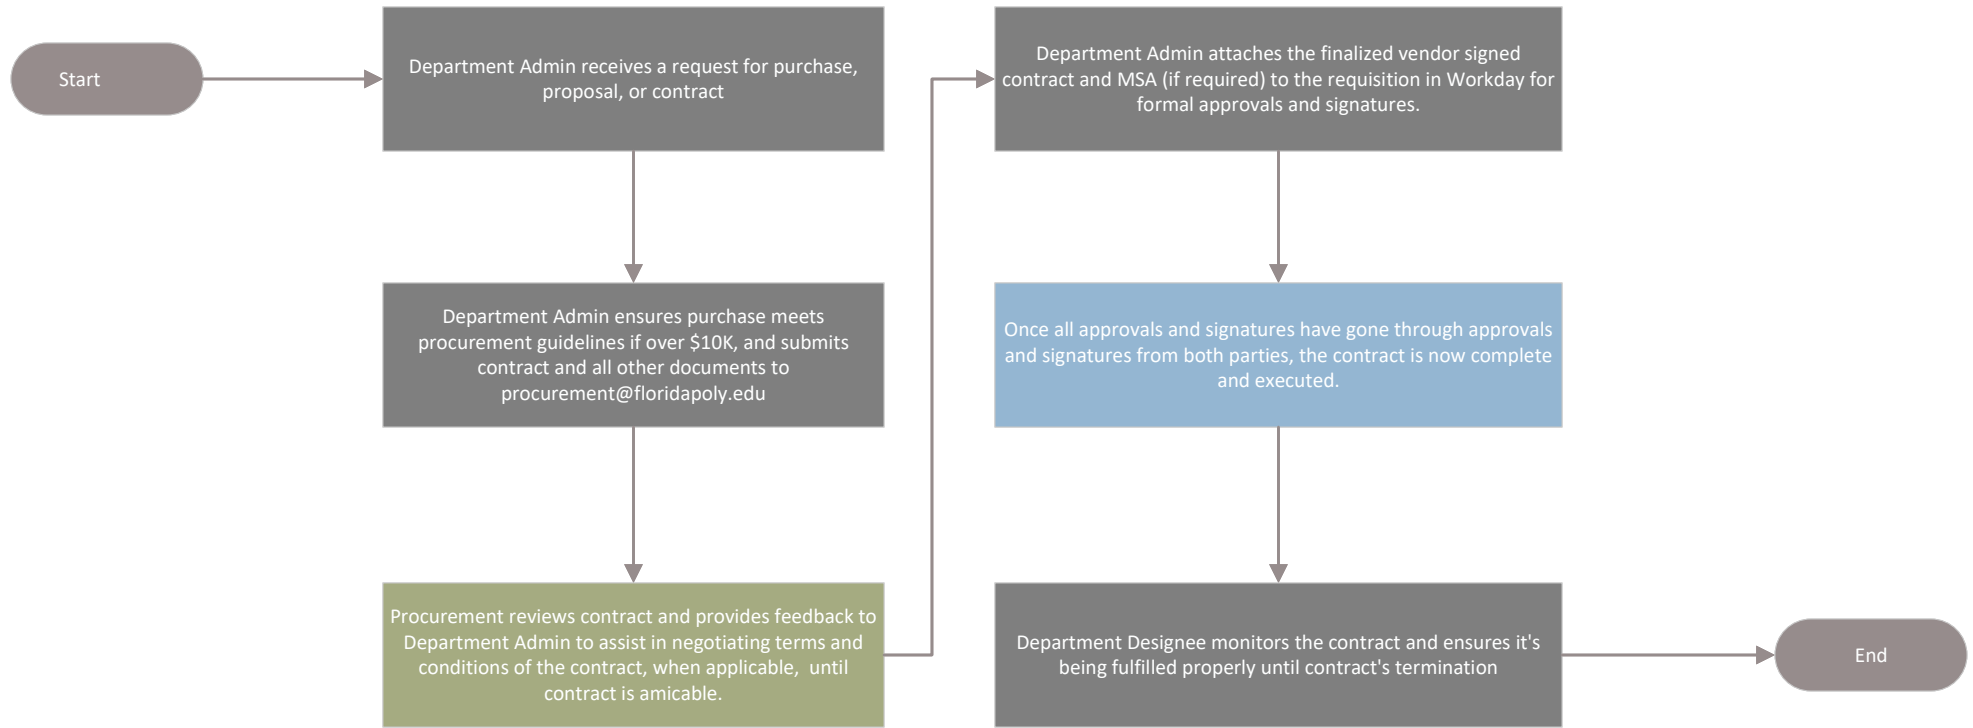 Start
Department Admin receives a request for purchase,
proposal, or contract
Department Admin ensures purchase meets
procurement guidelines if over $10K, and submits
contract and all other documents to
procurement@floridapoly.edu
Procurement reviews contract and provides feedback to
Department Admin to assist in negotiating terms and
conditions of the contract, when applicable,  until
contract is amicable.
Department Admin attaches the finalized vendor signed
contract and MSA (if required) to the requisition in Workday for
formal approvals and signatures.
Once all approvals and signatures have gone through approvals
and signatures from both parties, the contract is now complete
and executed.
Department Designee monitors the contract and ensures it's
being fulfilled properly until contract's termination
End